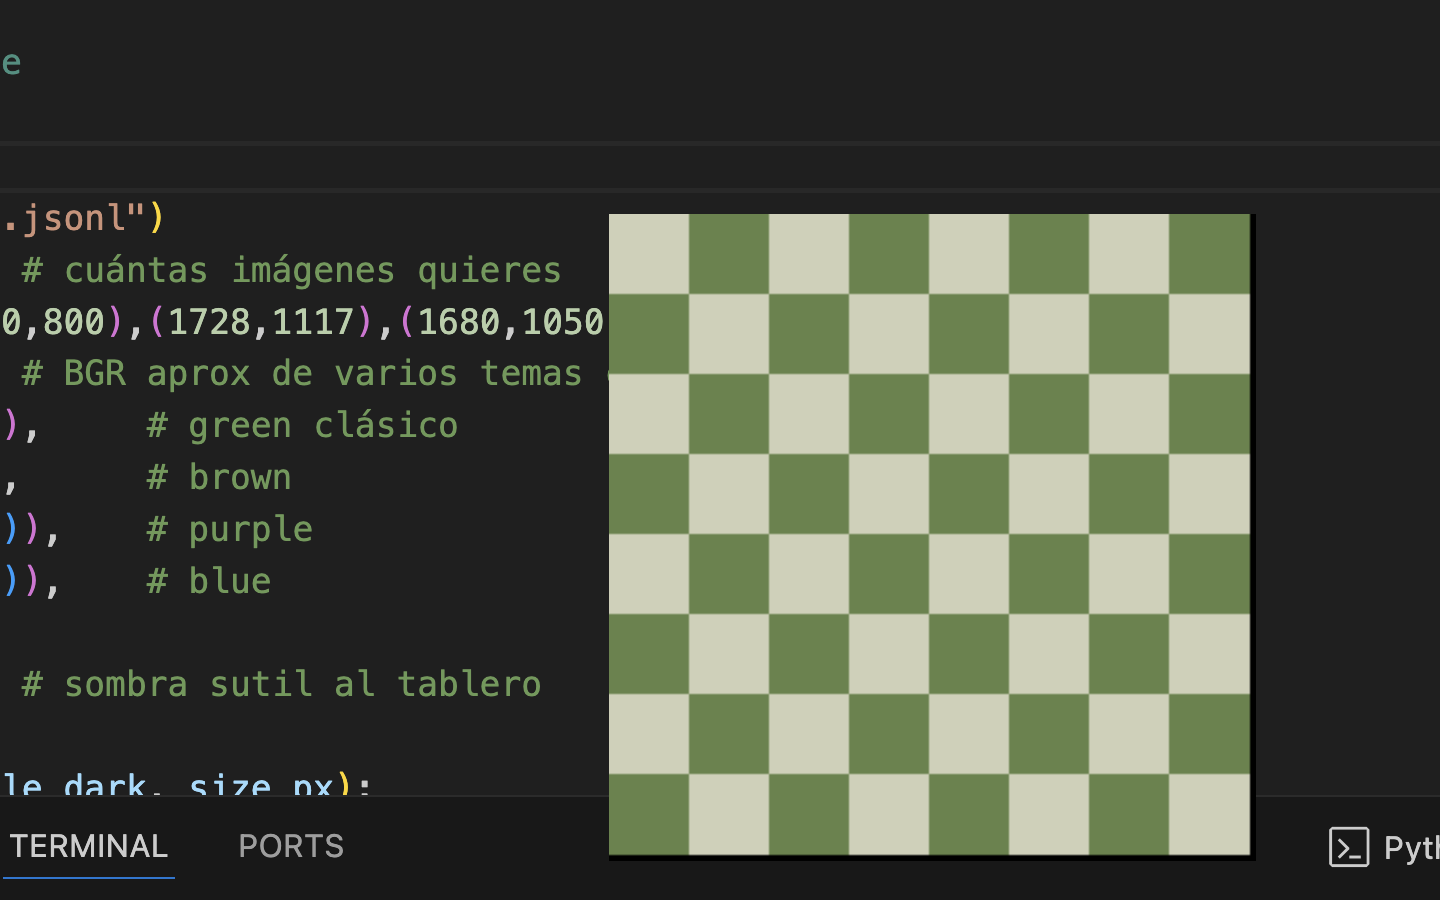 e
.jsonl")
# cuántas imágenes quieres
0,800),(1728,1117),(1680,1050
# BGR aprox de varios temas
), # green clásico
, # brown
)), # purple
)), # blue
# sombra sutil al tablero
le_dark, size_px):
TERMINAL PORTS
Pyth